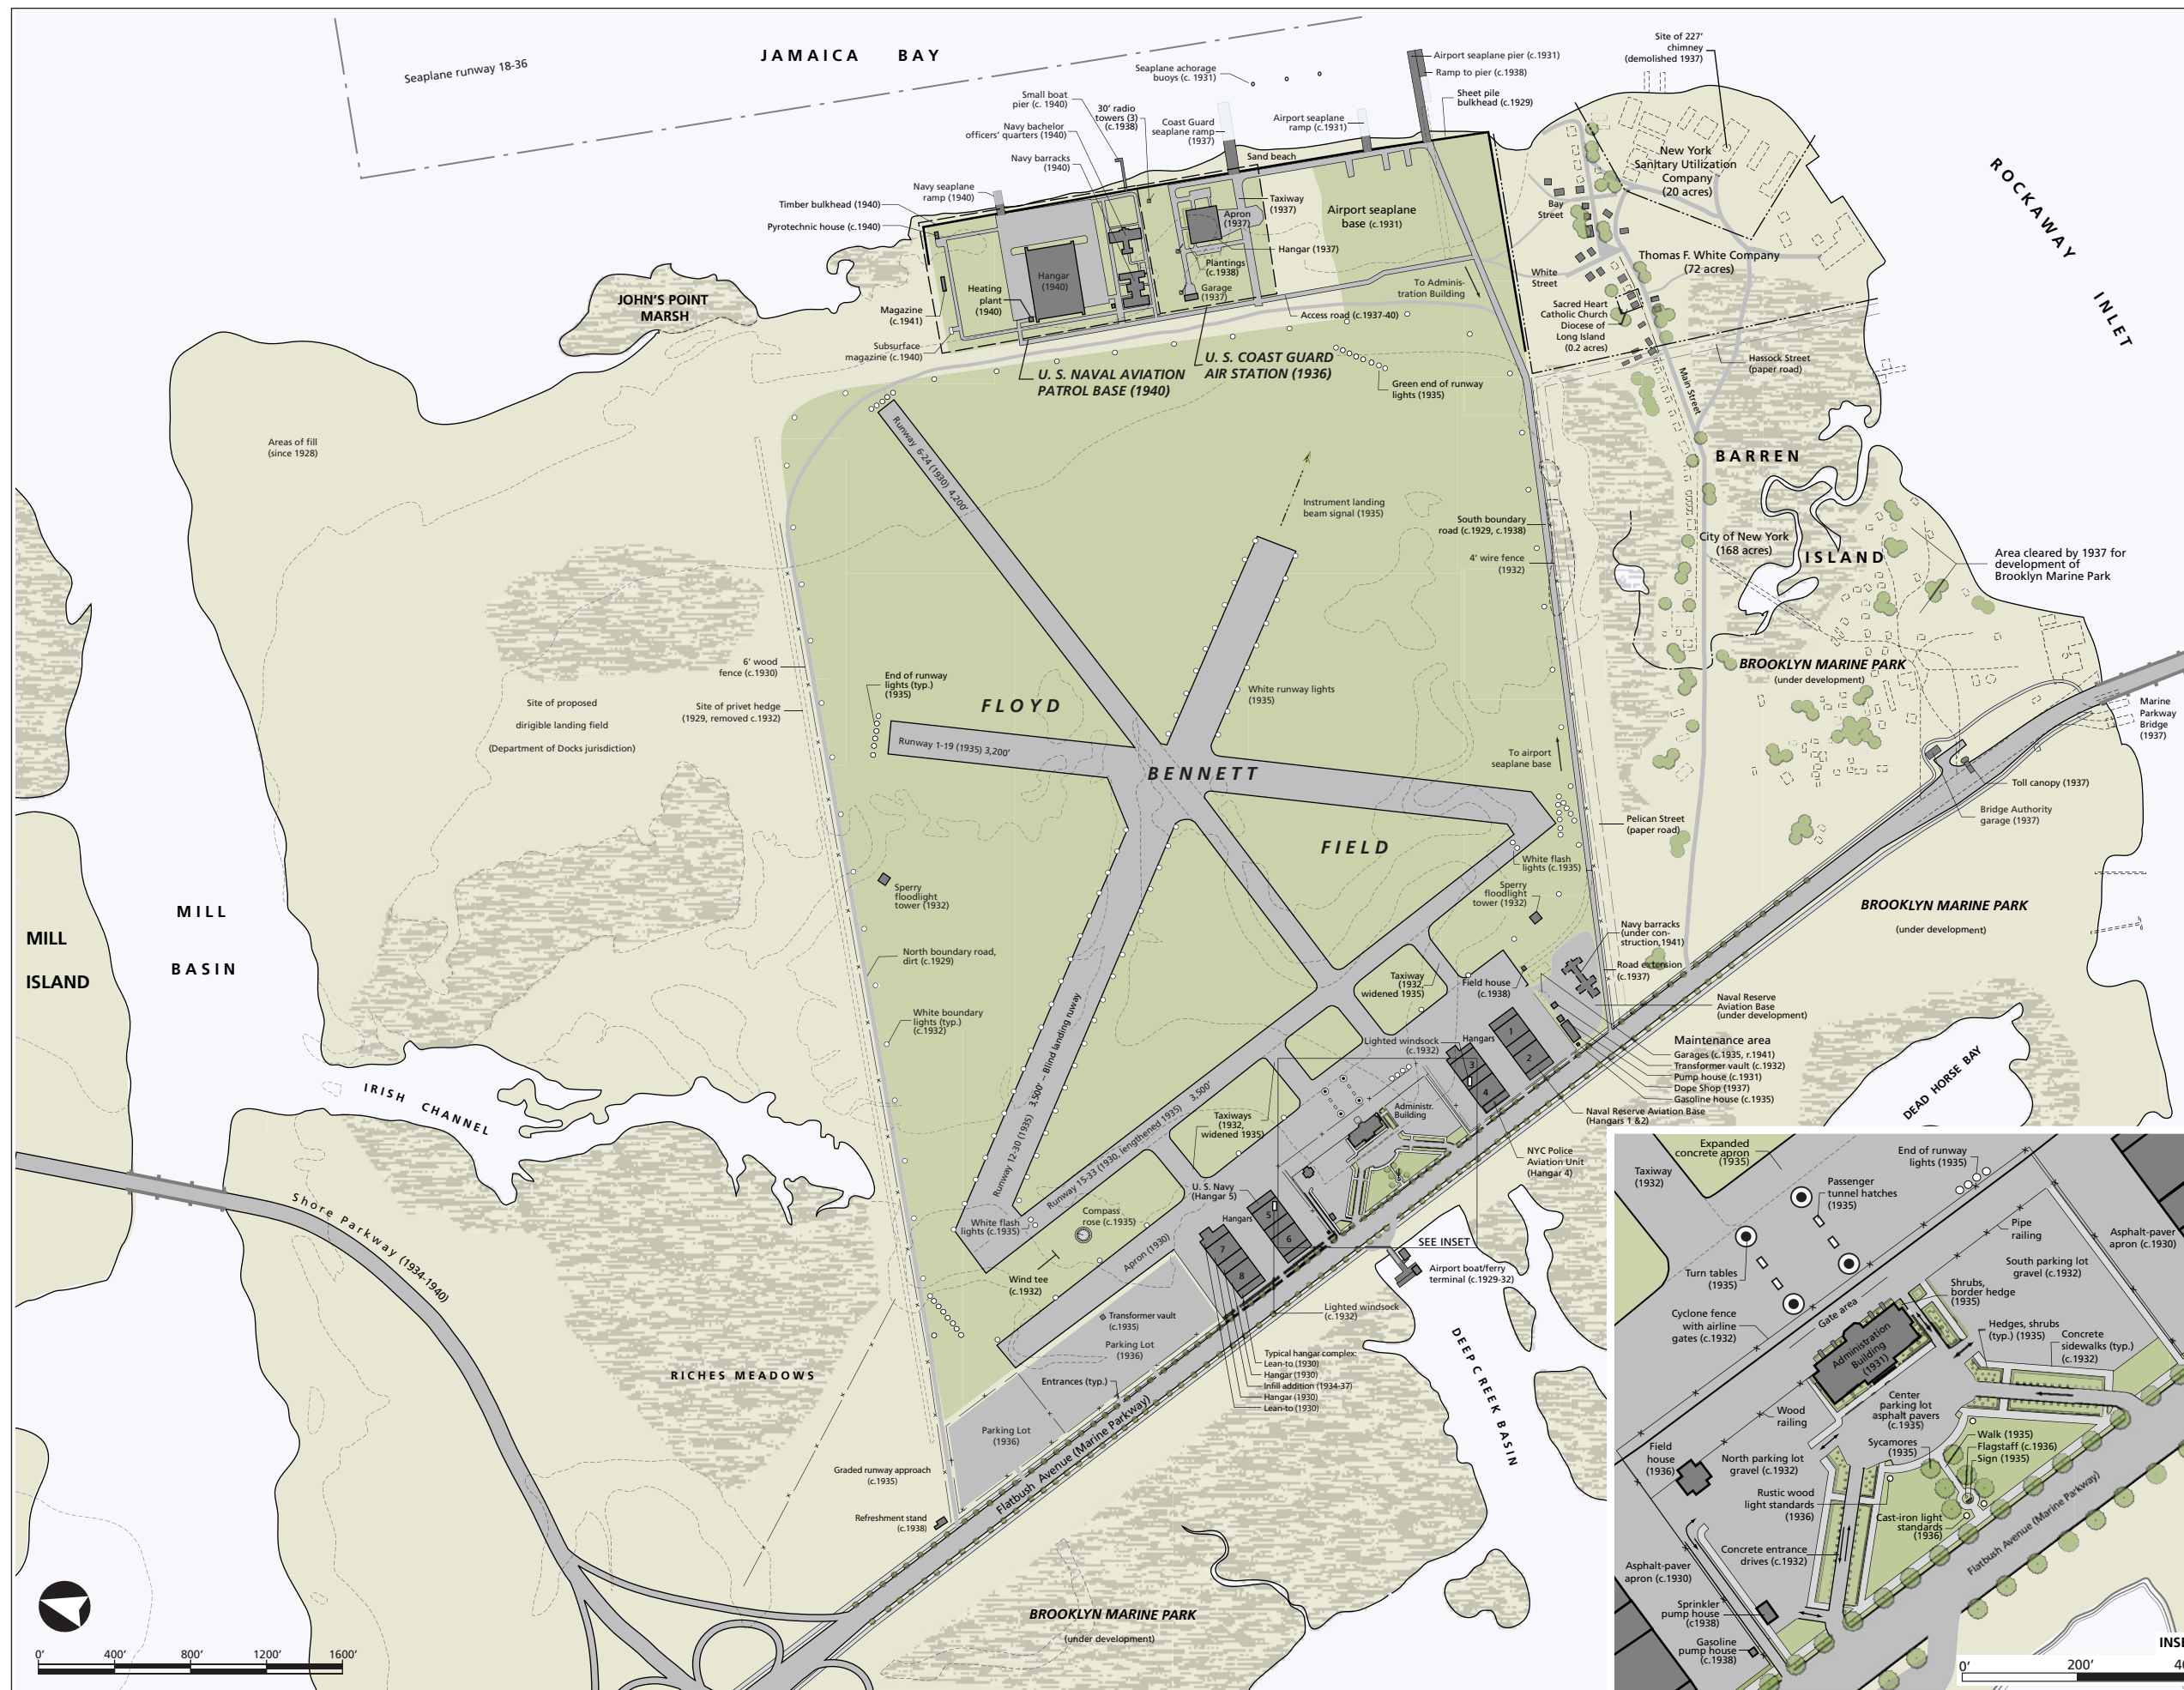 JAMAICA BAY
Seaplane runway 18-36
Seaplane achorage
buoys (c. 1931)
Airport seaplane pier (c.1931)
Ramp to pier (c.1938)
Sheet pile
bulkhead (c.1929)
Site of 227'
chimney
(demolished 1937)
Small boat
pier (c. 1940)
30' radio
towers (3)
(c.1938)
Coast Guard
seaplane ramp
(1937)
Airport seaplane
ramp (c.1931)
Navy bachelor
officers' quarters (1940)
Navy barracks
(1940)
Sand beach
Navy seaplane
ramp (1940)
Timber bulkhead (1940)
Pyrotechnic house (c.1940)
Taxiway
(1937)
Apron
(1937)
Airport seaplane
base (c.1931)
Hangar (1937)
Plantings
(c.1938)
Garage
(1937)
Hangar
(1940)
Heating
plant
(1940)
Magazine
(c.1941)
Subsurface
magazine (c.1940)
To Adminis-
tration Building
Access road (c.1937-40)
U. S. COAST GUARD
AIR STATION (1936)
U. S. NAVAL AVIATION
PATROL BASE (1940)
Green end of runway
lights (1935)
New York
Sanitary Utilization
Company
(20 acres)
Bay
Street
White
Street
Thomas F. White Company
(72 acres)
Sacred Heart
Catholic Church
Diocese of
Long Island
(0.2 acres)
Hassock Street
(paper road)
Main Street
ROCKAWAY
INLET
JOHN'S POINT
MARSH
Areas of fill
(since 1928)
Runway 6-24 (1930) 4,200'
Instrument landing
beam signal (1935)
South boundary
road (c.1929, c.1938)
4' wire fence
(1932)
BARREN
ISLAND
City of New York
(168 acres)
Area cleared by 1937 for
development of
Brooklyn Marine Park
BROOKLYN MARINE PARK
(under development)
6' wood
fence (c.1930)
Site of privet hedge
(1929, removed c.1932)
End of runway
lights (typ.)
(1935)
Site of proposed
dirigible landing field
(Department of Docks jurisdiction)
FLOYD
BENNETT
FIELD
White runway lights
(1935)
Runway 1-19 (1935) 3,200'
To airport
seaplane base
Marine
Parkway
Bridge
(1937)
Toll canopy (1937)
Bridge Authority
garage (1937)
Pelican Street
(paper road)
White flash
lights (c.1935)
Sperry
floodlight
tower (1932)
Sperry
floodlight
tower (1932)
MILL
BASIN
MILL
ISLAND
BROOKLYN MARINE PARK
(under development)
North boundary road,
dirt (c.1929)
White boundary
lights (typ.)
(c.1932)
Navy barracks
(under con-
struction,1941)
Road extension
(c.1937)
Taxiway
(1932,
widened 1935)
Field house
(c.1938)
Naval Reserve
Aviation Base
(under development)
Maintenance area
Garages (c.1935, r.1941)
Transformer vault (c.1932)
Pump house (c.1931)
Dope Shop (1937)
Gasoline house (c.1935)
Naval Reserve Aviation Base
(Hangars 1 &2)
Lighted windsock
(c.1932)
Hangars
1
2
3
4
Administr.
Building
NYC Police
Aviation Unit
(Hangar 4)
DEAD HORSE BAY
IRISH CHANNEL
Runway 12-30 (1935) 3,500' – Blind landing ruway
Runway 15-33 (1930, lengthened 1935) 3,500'
Taxiways
(1932,
widened 1935)
U. S. Navy
(Hangar 5)
Hangars
5
6
7
8
White flash
lights (c.1935)
Compass
rose (c.1935)
Wind tee
(c.1932)
Apron (1930)
SEE INSET
Airport boat/ferry
terminal (c.1929-32)
Lighted windsock
(c.1932)
Transformer vault
(c.1935)
Parking Lot
(1936)
Entrances (typ.)
Typical hangar complex:
Lean-to (1930)
Hangar (1930)
Infill addition (1934-37)
Hangar (1930)
Lean-to (1930)
DEEP CREEK BASIN
Shore Parkway (1934-1940)
RICHES MEADOWS
Parking Lot
(1936)
Flatbush Avenue (Marine Parkway)
Graded runway approach
(c.1935)
Refreshment stand
(c.1938)
BROOKLYN MARINE PARK
(under development)
0' 400' 800' 1200' 1600'
Expanded
concrete apron
(1935)
Taxiway
(1932)
End of runway
lights (1935)
Passenger
tunnel hatches
(1935)
Pipe
railing
Asphalt-paver
apron (c.1930)
South parking lot
gravel (c.1932)
Turn tables
(1935)
Shrubs,
border hedge
(1935)
Cyclone fence
with airline
gates (c.1932)
Gate area
Hedges, shrubs
(typ.) (1935)
Concrete
sidewalks (typ.)
(c.1932)
Administration
Building
(1931)
Center
parking lot
asphalt pavers
(c.1935)
Wood
railing
Walk (1935)
Flagstaff (c.1936)
Sign (1935)
Sycamores
(1935)
Field
house
(1936)
North parking lot
gravel (c.1932)
Rustic wood
light standards
(1936)
Cast-iron light
standards
(1936)
Concrete entrance
drives (c.1932)
Flatbush Avenue (Marine Parkway)
Asphalt-paver
apron (c.1930)
Sprinkler
pump house
(c1938)
Gasoline
pump house
(c.1938)
INSE
0' 200' 40